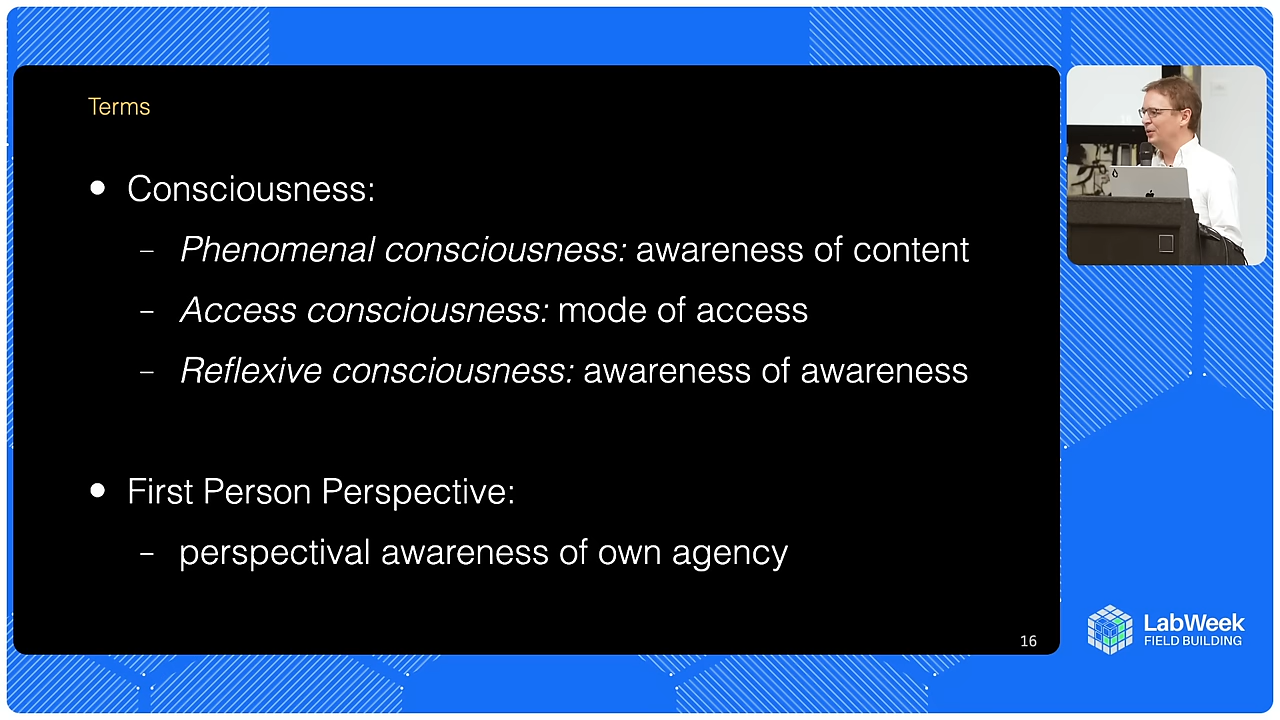 Terms
● Consciousness:
– Phenomenal consciousness: awareness of content
– Access consciousness: mode of access
– Reflexive consciousness: awareness of awareness
● First Person Perspective:
– perspectival awareness of own agency
16
LabWeek
FIELD BUILDING